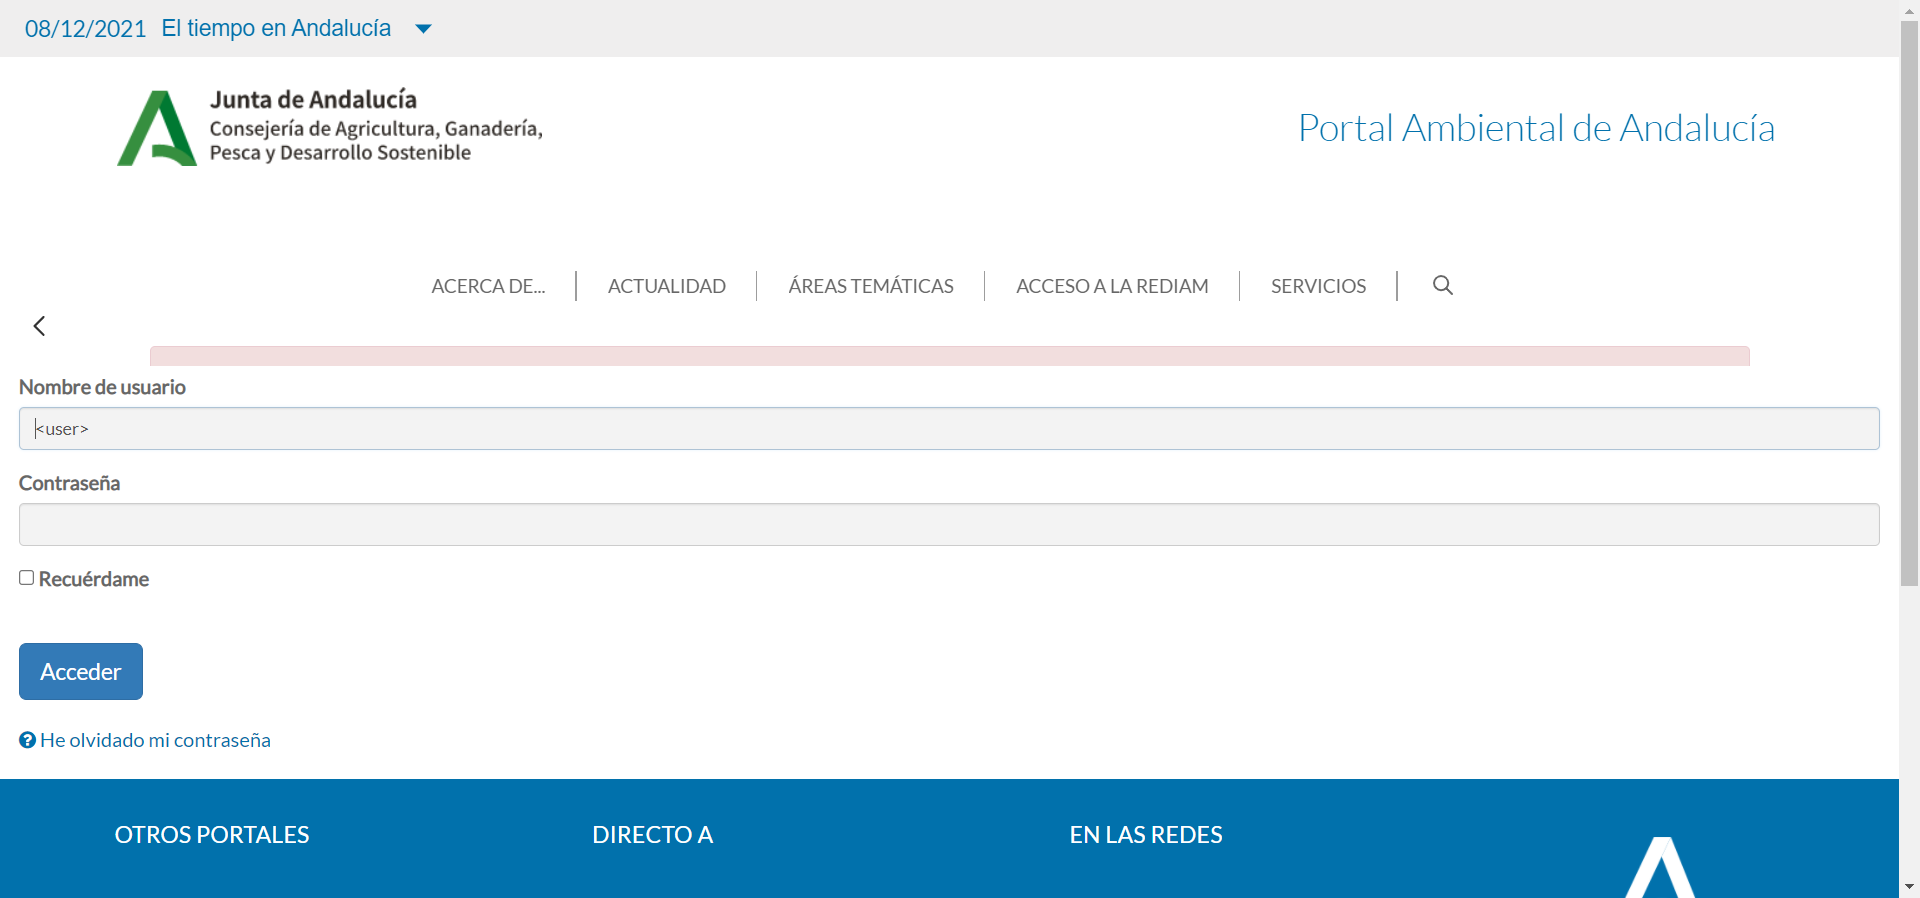 08/12/2021 El tiempo en Andalucía
Junta de Andalucía
Consejería de Agricultura, Ganadería,
Pesca y Desarrollo Sostenible
Portal Ambiental de Andalucía
ACERCA DE... ACTUALIDAD ÁREAS TEMÁTICAS ACCESO A LA REDIAM SERVICIOS
Nombre de usuario
<user>
Contraseña
Recuérdame
Acceder
He olvidado mi contraseña
OTROS PORTALES DIRECTO A EN LAS REDES